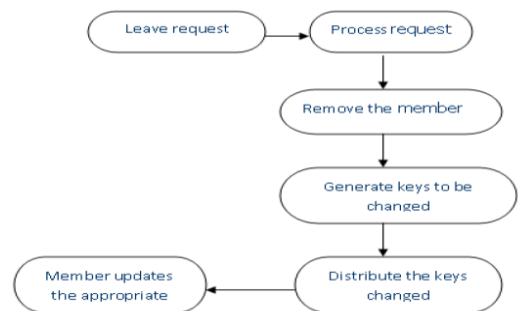 Leave request
Process request
Remove the member
Generate keys to be
changed
Distribute the keys
changed
Member updates
the appropriate